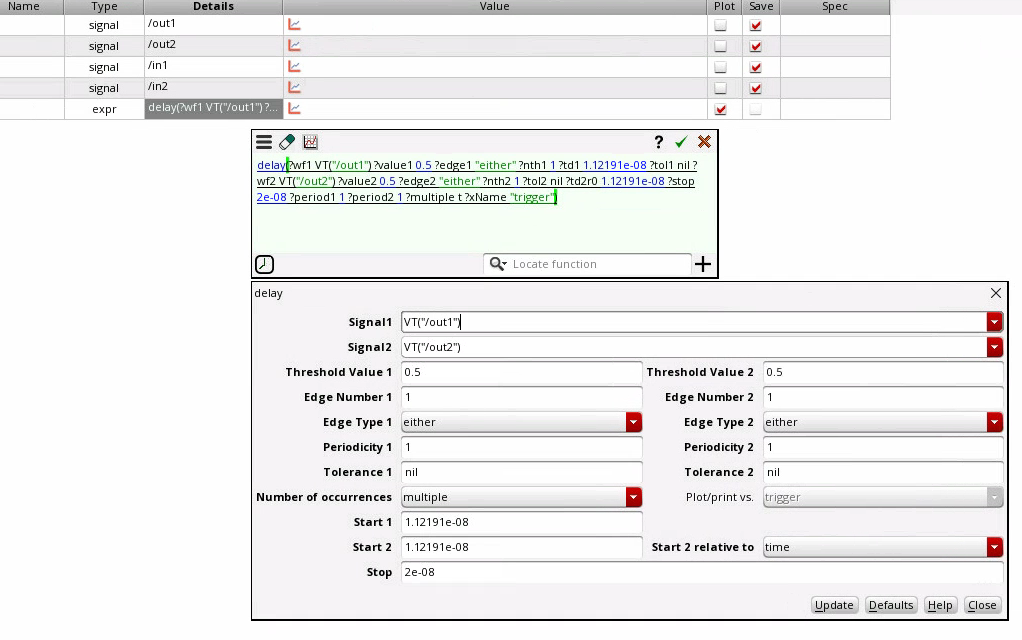 Name Type Details Value Plot Save Spec
signal /out1
signal /out2
signal /in1
signal /in2
expr delay(?wf1 VT("/out1") ?...
? 
delay(?wf1 VT("/out1") ?value1 0.5 ?edge1 "either" ?nth1 1 ?td1 1.12191e-08 ?tol1 nil ?
wf2 VT("/out2") ?value2 0.5 ?edge2 "either" ?nth2 1 ?tol2 nil ?td2r0 1.12191e-08 ?stop
2e-08 ?period1 1 ?period2 1 ?multiple t ?xName "trigger")
Locate function
delay
Signal1 VT("/out1")
Signal2 VT("/out2")
Threshold Value 1 0.5 Threshold Value 2 0.5
Edge Number 1 1 Edge Number 2 1
Edge Type 1 either Edge Type 2 either
Periodicity 1 1 Periodicity 2 1
Tolerance 1 nil Tolerance 2 nil
Number of occurrences multiple Plot/print vs. trigger
Start 1 1.12191e-08
Start 2 1.12191e-08 Start 2 relative to time
Stop 2e-08
Update Defaults Help Close